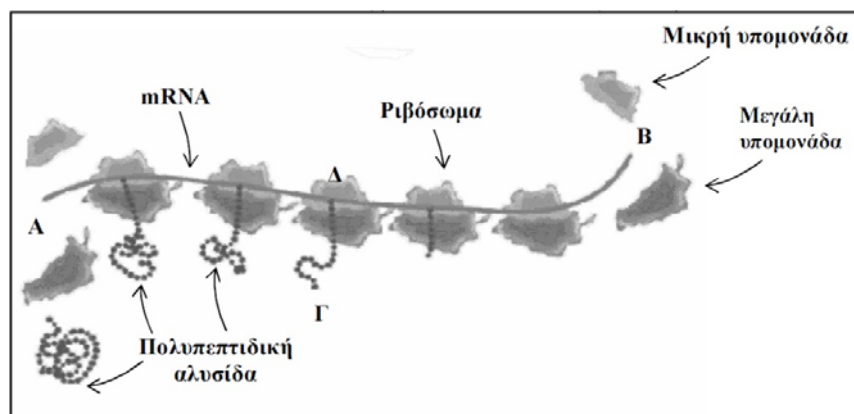 Μικρή υπομονάδα
mRNA
Ριβόσωμα
Μεγάλη
υπομονάδα
Β
Δ
Α
Γ
Πολυπεπτιδική
αλυσίδα